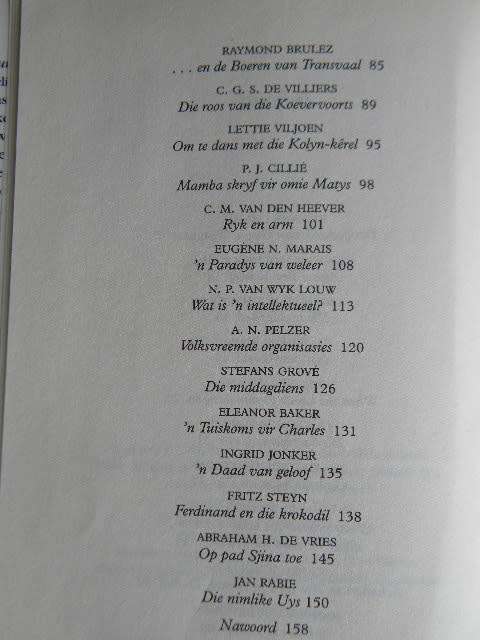 RAYMOND BRULEZ
. . . en de Boeren van Transvaal 85
C. G. S. DE VILLIERS
Die roos van die Koevervoorts 89
LETTIE VILJOEN
Om te dans met die Kolyn-kêrel 95
P. J. CILLIÉ
Mamba skryf vir omie Matys 98
C. M. VAN DEN HEEVER
Ryk en arm 101
EUGÈNE N. MARAIS
'n Paradys van weleer 108
N. P. VAN WYK LOUW
Wat is 'n intellektueel? 113
A. N. PELZER
Volksvreemde organisasies 120
STEFANS GROVÉ
Die middagdiens 126
ELEANOR BAKER
'n Tuiskoms vir Charles 131
INGRID JONKER
'n Daad van geloof 135
FRITZ STEYN
Ferdinand en die krokodil 138
ABRAHAM H. DE VRIES
Op pad Sjina toe 145
JAN RABIE
Die nimlike Uys 150
Nawoord 158